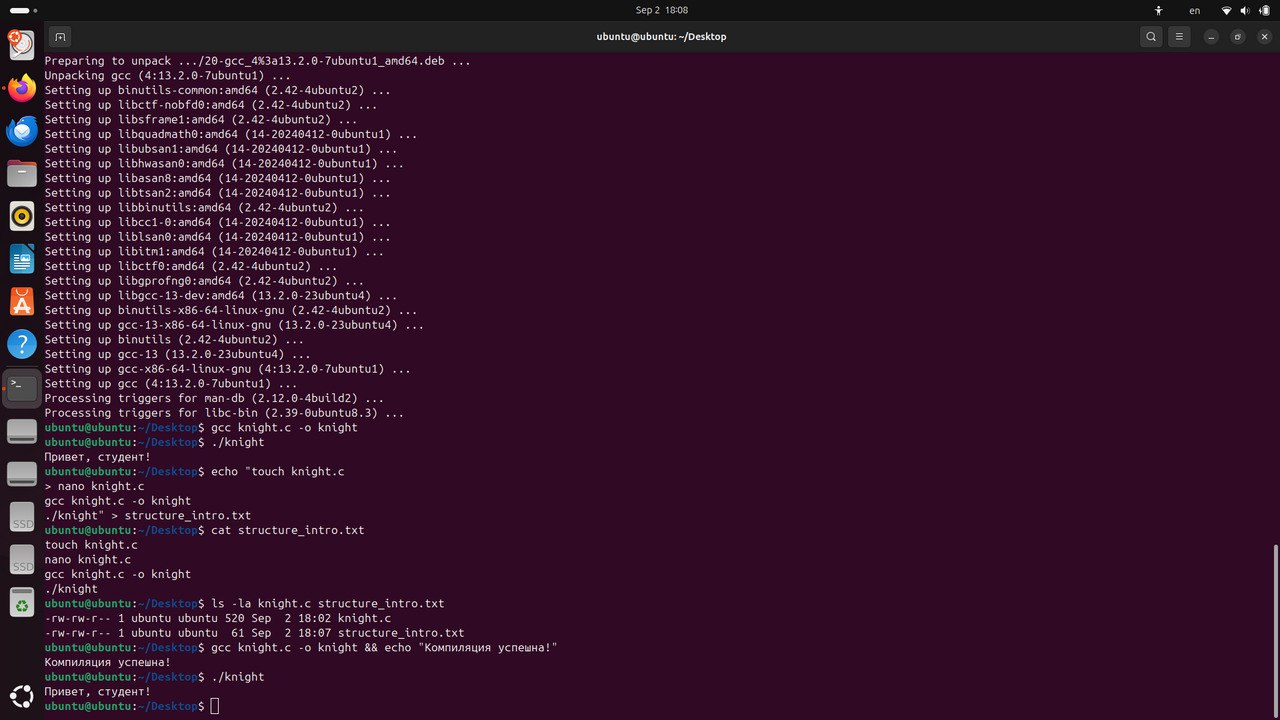 Sep 2 18:08
en
ubuntu@ubuntu: ~/Desktop
Preparing to unpack .../20-gcc_4%3a13.2.0-7ubuntu1_amd64.deb ...
Unpacking gcc (4:13.2.0-7ubuntu1) ...
Setting up binutils-common:amd64 (2.42-4ubuntu2) ...
Setting up libctf-nobfd0:amd64 (2.42-4ubuntu2) ...
Setting up libsframe1:amd64 (2.42-4ubuntu2) ...
Setting up libquadmath0:amd64 (14-20240412-0ubuntu1) ...
Setting up libubsan1:amd64 (14-20240412-0ubuntu1) ...
Setting up libhwasan0:amd64 (14-20240412-0ubuntu1) ...
Setting up libasan8:amd64 (14-20240412-0ubuntu1) ...
Setting up libtsan2:amd64 (14-20240412-0ubuntu1) ...
Setting up libbinutils:amd64 (2.42-4ubuntu2) ...
Setting up libcc1-0:amd64 (14-20240412-0ubuntu1) ...
Setting up liblsan0:amd64 (14-20240412-0ubuntu1) ...
Setting up libitm1:amd64 (14-20240412-0ubuntu1) ...
Setting up libctf0:amd64 (2.42-4ubuntu2) ...
Setting up libgprofng0:amd64 (2.42-4ubuntu2) ...
Setting up libgcc-13-dev:amd64 (13.2.0-23ubuntu4) ...
Setting up binutils-x86-64-linux-gnu (2.42-4ubuntu2) ...
Setting up gcc-13-x86-64-linux-gnu (13.2.0-23ubuntu4) ...
Setting up binutils (2.42-4ubuntu2) ...
Setting up gcc-13 (13.2.0-23ubuntu4) ...
Setting up gcc-x86-64-linux-gnu (4:13.2.0-7ubuntu1) ...
Setting up gcc (4:13.2.0-7ubuntu1) ...
Processing triggers for man-db (2.12.0-4build2) ...
Processing triggers for libc-bin (2.39-0ubuntu8.3) ...
ubuntu@ubuntu:~/Desktop$ gcc knight.c -o knight
ubuntu@ubuntu:~/Desktop$ ./knight
Привет, студент!
ubuntu@ubuntu:~/Desktop$ echo "touch knight.c
> nano knight.c
gcc knight.c -o knight
./knight" > structure_intro.txt
ubuntu@ubuntu:~/Desktop$ cat structure_intro.txt
touch knight.c
nano knight.c
gcc knight.c -o knight
./knight
ubuntu@ubuntu:~/Desktop$ ls -la knight.c structure_intro.txt
-rw-rw-r-- 1 ubuntu ubuntu 520 Sep  2 18:02 knight.c
-rw-rw-r-- 1 ubuntu ubuntu  61 Sep  2 18:07 structure_intro.txt
ubuntu@ubuntu:~/Desktop$ gcc knight.c -o knight && echo "Компиляция успешна!"
Компиляция успешна!
ubuntu@ubuntu:~/Desktop$ ./knight
Привет, студент!
ubuntu@ubuntu:~/Desktop$
SSD
SSD